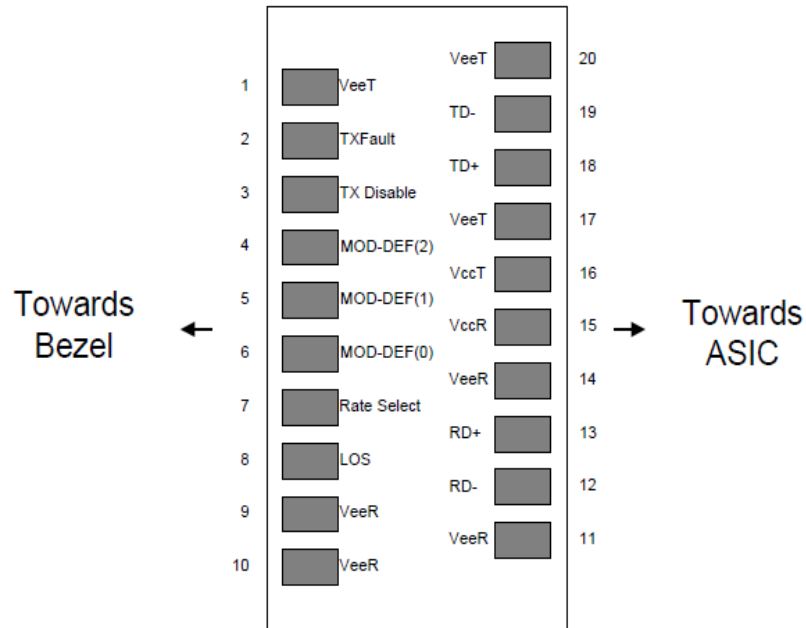 VeeT 20
1 VeeT
TD- 19
2 TXFault
TD+ 18
3 TX Disable
VeeT 17
4 MOD-DEF(2)
VccT 16
5 MOD-DEF(1)
VccR 15
6 MOD-DEF(0)
VeeR 14
7 Rate Select
RD+ 13
8 LOS
RD- 12
9 VeeR
VeeR 11
10 VeeR
Towards
Bezel
Towards
ASIC